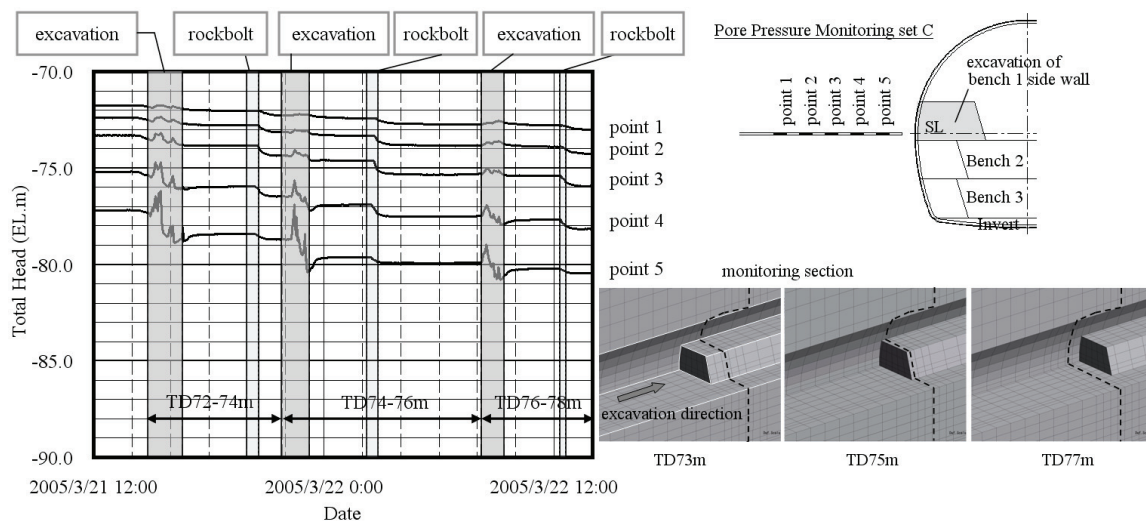 excavation
rockbolt
excavation
rockbolt
excavation
rockbolt
-70.0
-75.0
-80.0
-85.0
-90.0
Total Head (EL.m)
point 1
point 2
point 3
point 4
point 5
TD72-74m
TD74-76m
TD76-78m
2005/3/21 12:00
2005/3/22 0:00
2005/3/22 12:00
Date
Pore Pressure Monitoring set C
point 1
point 2
point 3
point 4
point 5
excavation of
bench 1 side wall
SL
Bench 2
Bench 3
Invert
monitoring section
excavation direction
TD73m
TD75m
TD77m